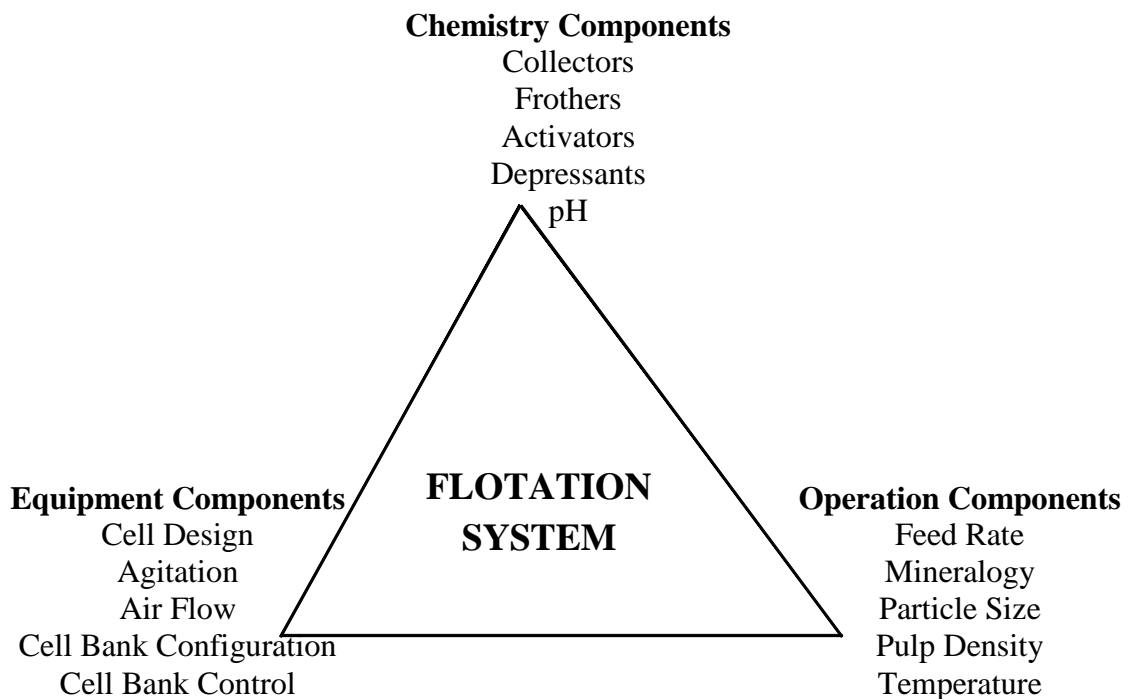 Chemistry Components
Collectors
Frothers
Activators
Depressants
pH
FLOTATION
SYSTEM
Equipment Components
Cell Design
Agitation
Air Flow
Cell Bank Configuration
Cell Bank Control
Operation Components
Feed Rate
Mineralogy
Particle Size
Pulp Density
Temperature